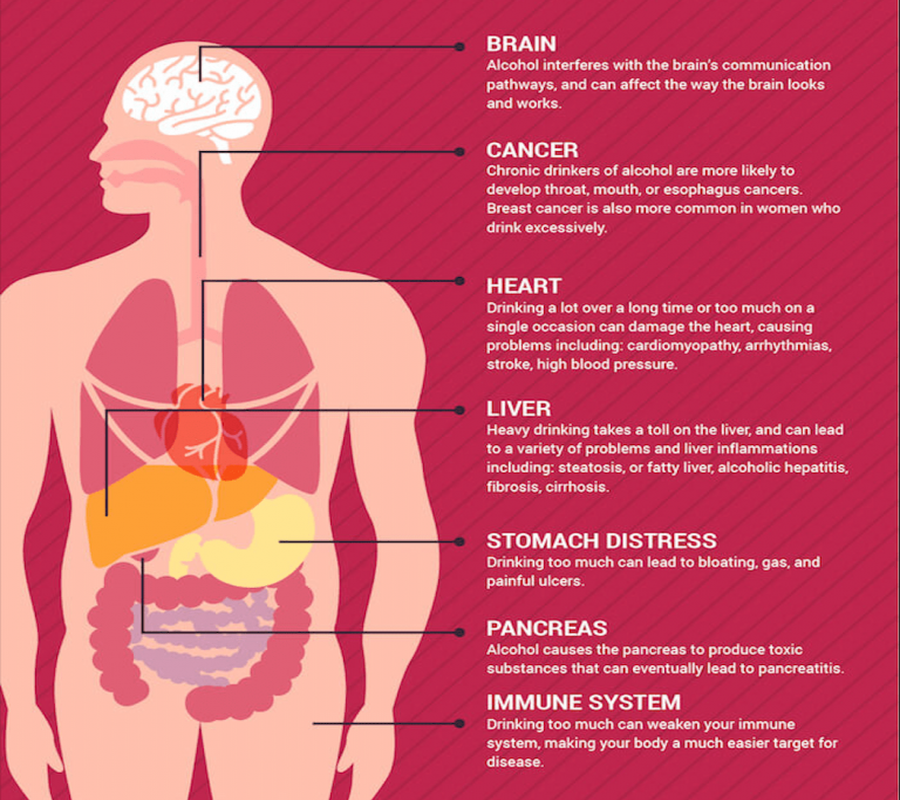 BRAIN
Alcohol interferes with the brain's communication
pathways, and can affect the way the brain looks
and works.
CANCER
Chronic drinkers of alcohol are more likely to
develop throat, mouth, or esophagus cancers.
Breast cancer is also more common in women who
drink excessively.
HEART
Drinking a lot over a long time or too much on a
single occasion can damage the heart, causing
problems including: cardiomyopathy, arrhythmias,
stroke, high blood pressure.
LIVER
Heavy drinking takes a toll on the liver, and can lead
to a variety of problems and liver inflammations
including: steatosis, or fatty liver, alcoholic hepatitis,
fibrosis, cirrhosis.
STOMACH DISTRESS
Drinking too much can lead to bloating, gas, and
painful ulcers.
PANCREAS
Alcohol causes the pancreas to produce toxic
substances that can eventually lead to pancreatitis.
IMMUNE SYSTEM
Drinking too much can weaken your immune
system, making your body a much easier target for
disease.